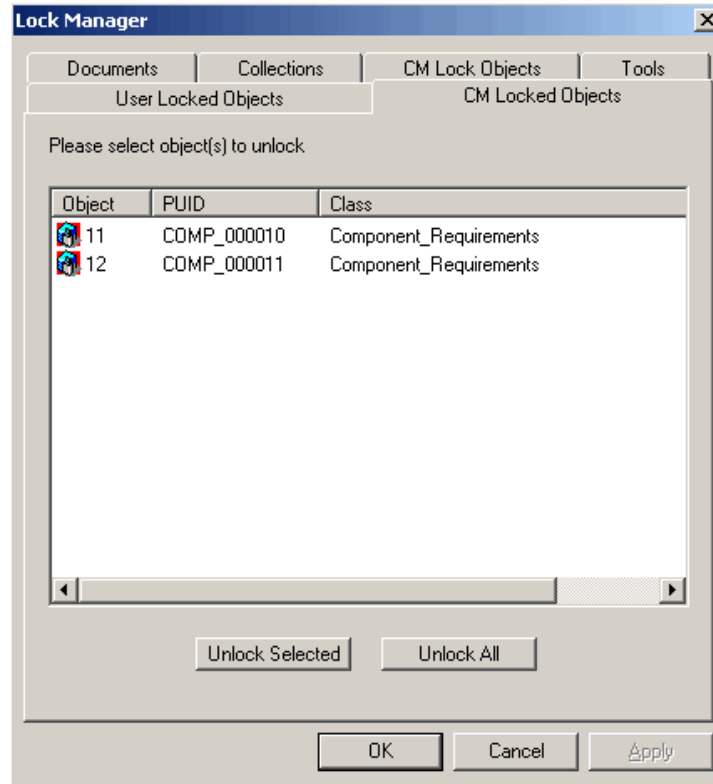 Lock Manager
Documents Collections CM Lock Objects Tools
User Locked Objects CM Locked Objects
Please select object(s) to unlock
Object PUID Class
11 COMP_000010 Component_Requirements
12 COMP_000011 Component_Requirements
Unlock Selected Unlock All
OK Cancel Apply